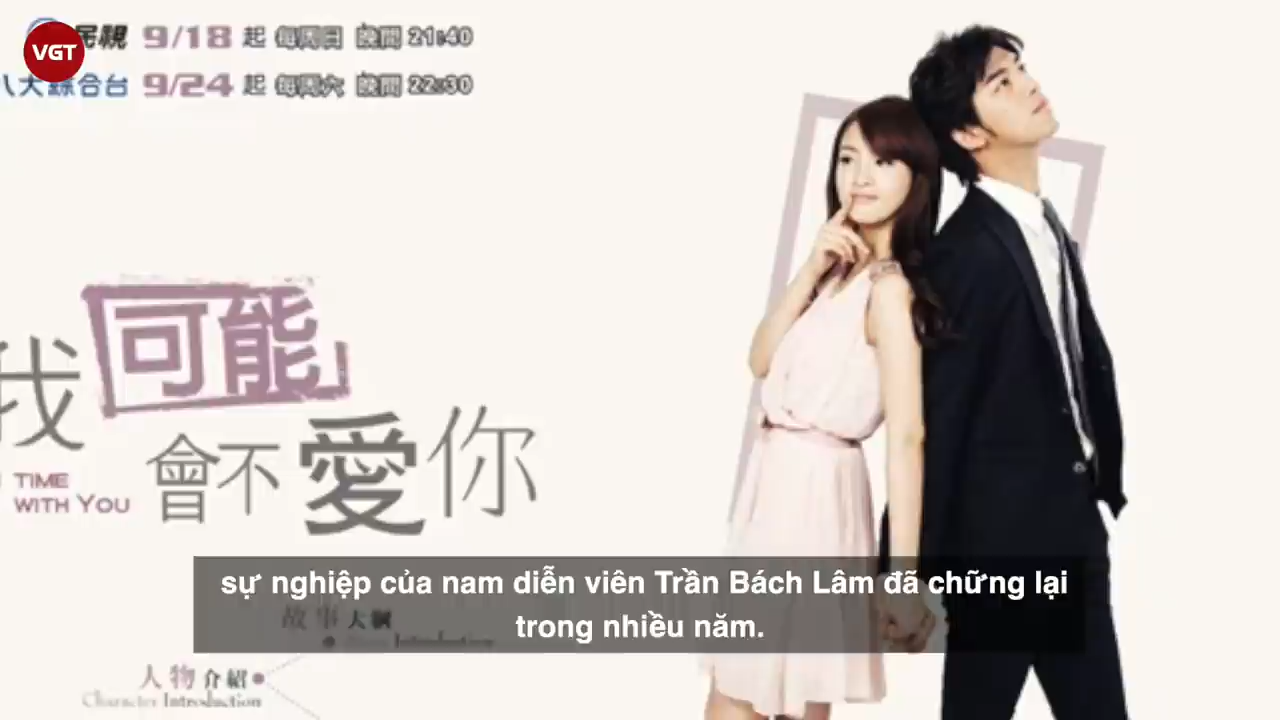 VGT
民視 9/18 起 每周日 晚間 21:40
八大綜合台 9/24 起 每周六 晚間 22:30
我「可能」
會不愛你
TIME
WITH YOU
sự nghiệp của nam diễn viên Trần Bách Lâm đã chững lại
trong nhiều năm.
故事大綱
Introduction
人物介紹
Character Introduction